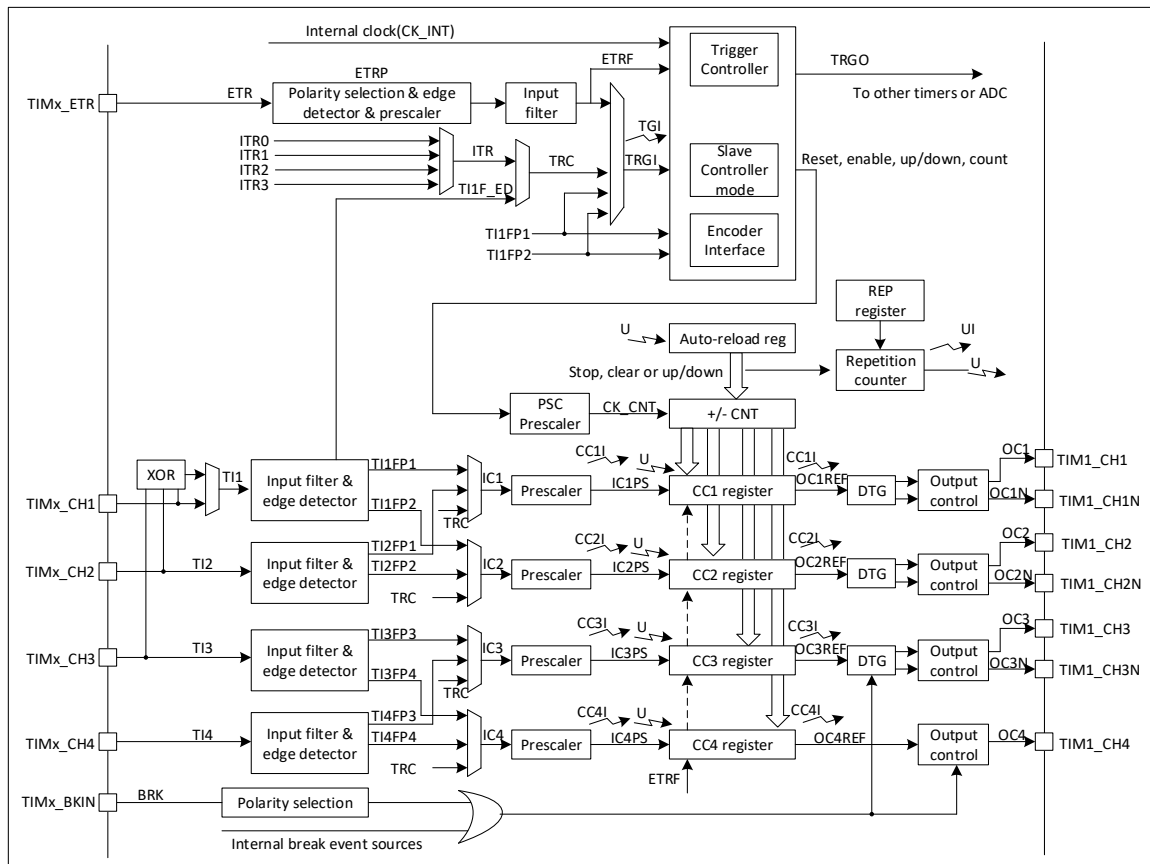 Internal clock(CK_INT)
Trigger
Controller
TRGO
To other timers or ADC
ETRP
ETRF
TIMx_ETR
ETR
Polarity selection & edge
detector & prescaler
Input
filter
TGI
ITR0
ITR1
ITR2
ITR3
ITR
TI1F_ED
TRC
TRGI
Slave
Controller
mode
Reset, enable, up/down, count
TI1FP1
TI1FP2
Encoder
Interface
REP
register
U
Auto-reload reg
UI
Stop, clear or up/down
Repetition
counter
U
PSC
Prescaler
CK_CNT
+/- CNT
XOR
TI1
TIMx_CH1
Input filter &
edge detector
TI1FP1
TI1FP2
TRC
IC1
Prescaler
CC1I
U
IC1PS
CC1 register
CC1I
OC1REF
DTG
Output
control
OC1
TIM1_CH1
OC1N
TIM1_CH1N
TIMx_CH2
TI2
Input filter &
edge detector
TI2FP1
TI2FP2
TRC
IC2
Prescaler
CC2I
U
IC2PS
CC2 register
CC2I
OC2REF
DTG
Output
control
OC2
TIM1_CH2
OC2N
TIM1_CH2N
TIMx_CH3
TI3
Input filter &
edge detector
TI3FP3
TI3FP4
TRC
IC3
Prescaler
CC3I
U
IC3PS
CC3 register
CC3I
OC3REF
DTG
Output
control
OC3
TIM1_CH3
OC3N
TIM1_CH3N
TIMx_CH4
TI4
Input filter &
edge detector
TI4FP3
TI4FP4
TRC
IC4
Prescaler
CC4I
U
IC4PS
CC4 register
CC4I
OC4REF
Output
control
OC4
TIM1_CH4
ETRF
TIMx_BKIN
BRK
Polarity selection
Internal break event sources